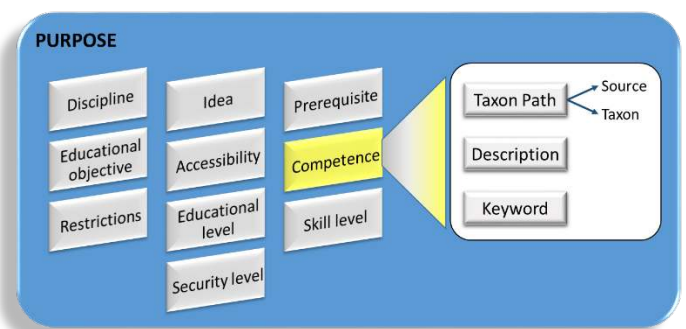 PURPOSE
Discipline
Idea
Prerequisite
Educational
objective
Accessibility
Competence
Restrictions
Educational
level
Skill level
Security level
Taxon Path
Source
Taxon
Description
Keyword